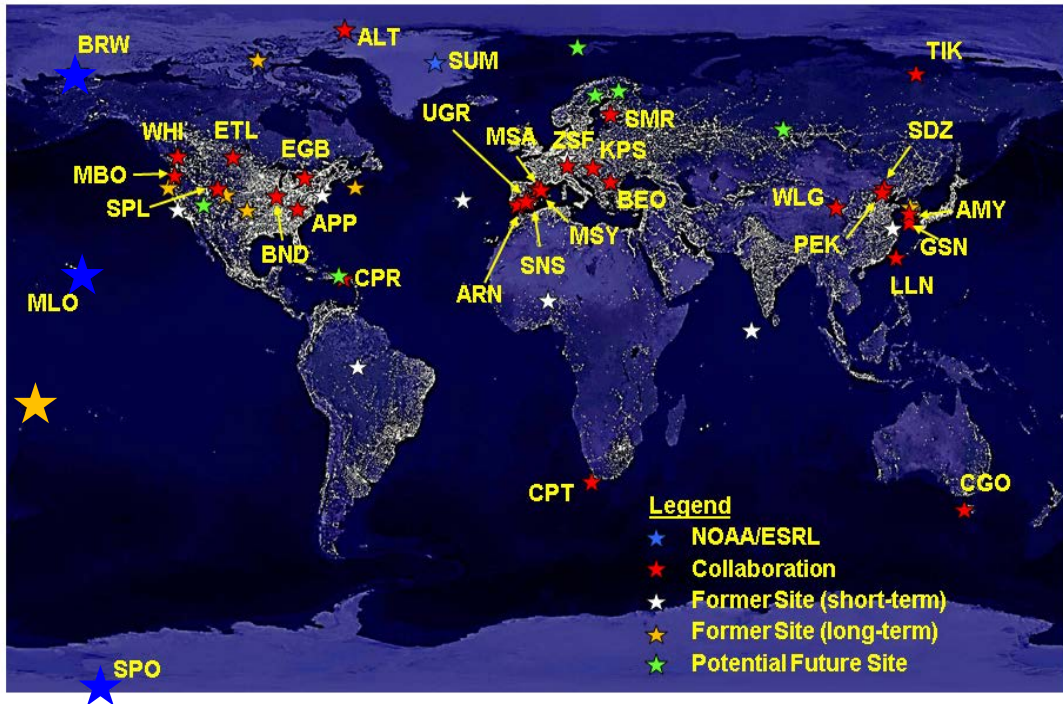 ALT
BRW
SUM
TIK
UGR
MSA
ZSF
SMR
SDZ
WHI
ETL
EGB
KPS
MBO
SPL
BEO
WLG
AMY
APP
MSY
PEK
GSN
BND
SNS
CPR
ARN
LLN
MLO
CPT
CGO
Legend
NOAA/ESRL
Collaboration
Former Site (short-term)
Former Site (long-term)
Potential Future Site
SPO